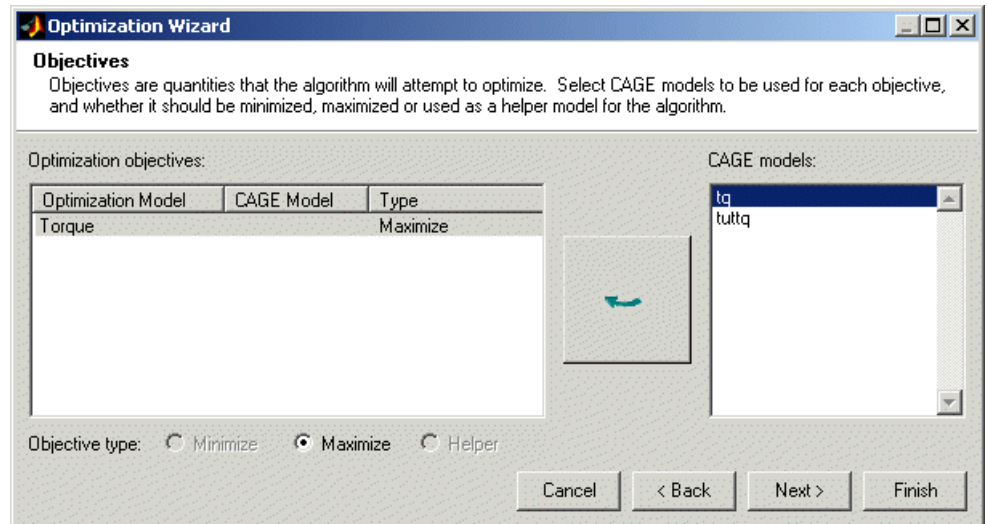 Optimization Wizard
Objectives
Objectives are quantities that the algorithm will attempt to optimize. Select CAGE models to be used for each objective,
and whether it should be minimized, maximized or used as a helper model for the algorithm.
Optimization objectives:
CAGE models:
Optimization Model CAGE Model Type
Torque Maximize
tq
tuttq
Objective type: Minimize Maximize Helper
Cancel < Back Next > Finish